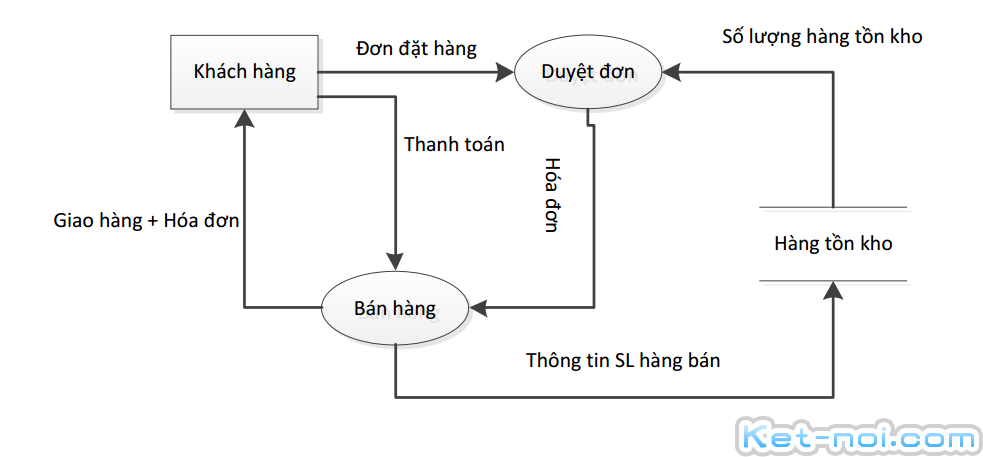 Số lượng hàng tồn kho
Đơn đặt hàng
Khách hàng
Duyệt đơn
Thanh toán
Hóa đơn
Giao hàng + Hóa đơn
Hàng tồn kho
Bán hàng
Thông tin SL hàng bán
Ket-noi.com